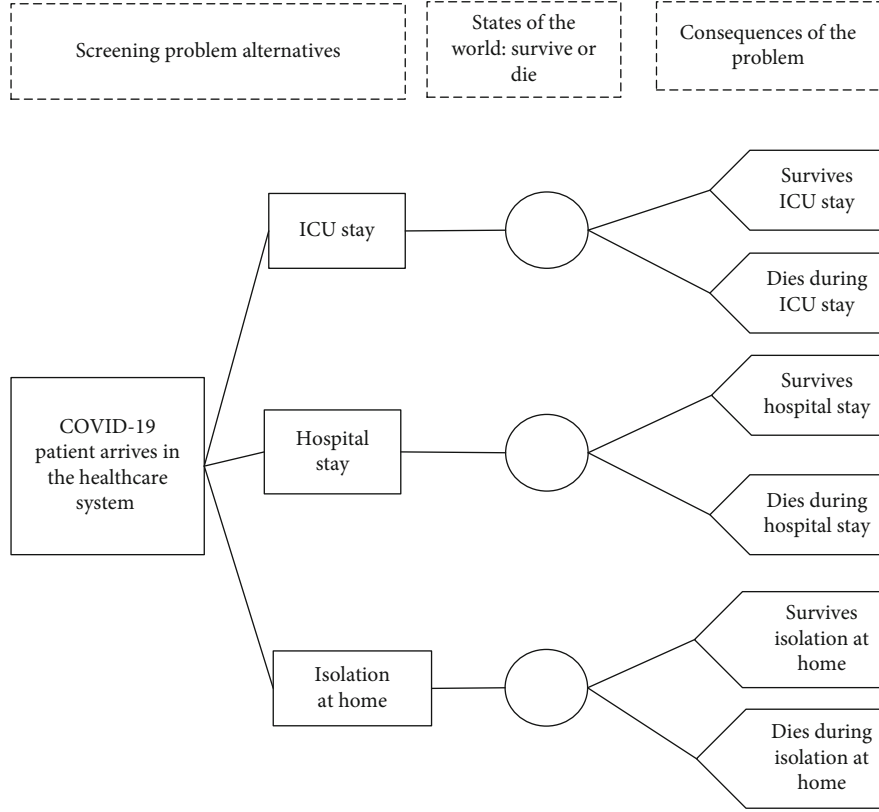 Screening problem alternatives
States of the
world: survive or
die
Consequences of the
problem
COVID-19
patient arrives in
the healthcare
system
ICU stay
Survives
ICU stay
Dies during
ICU stay
Hospital
stay
Survives
hospital stay
Dies during
hospital stay
Isolation
at home
Survives
isolation at
home
Dies during
isolation at
home